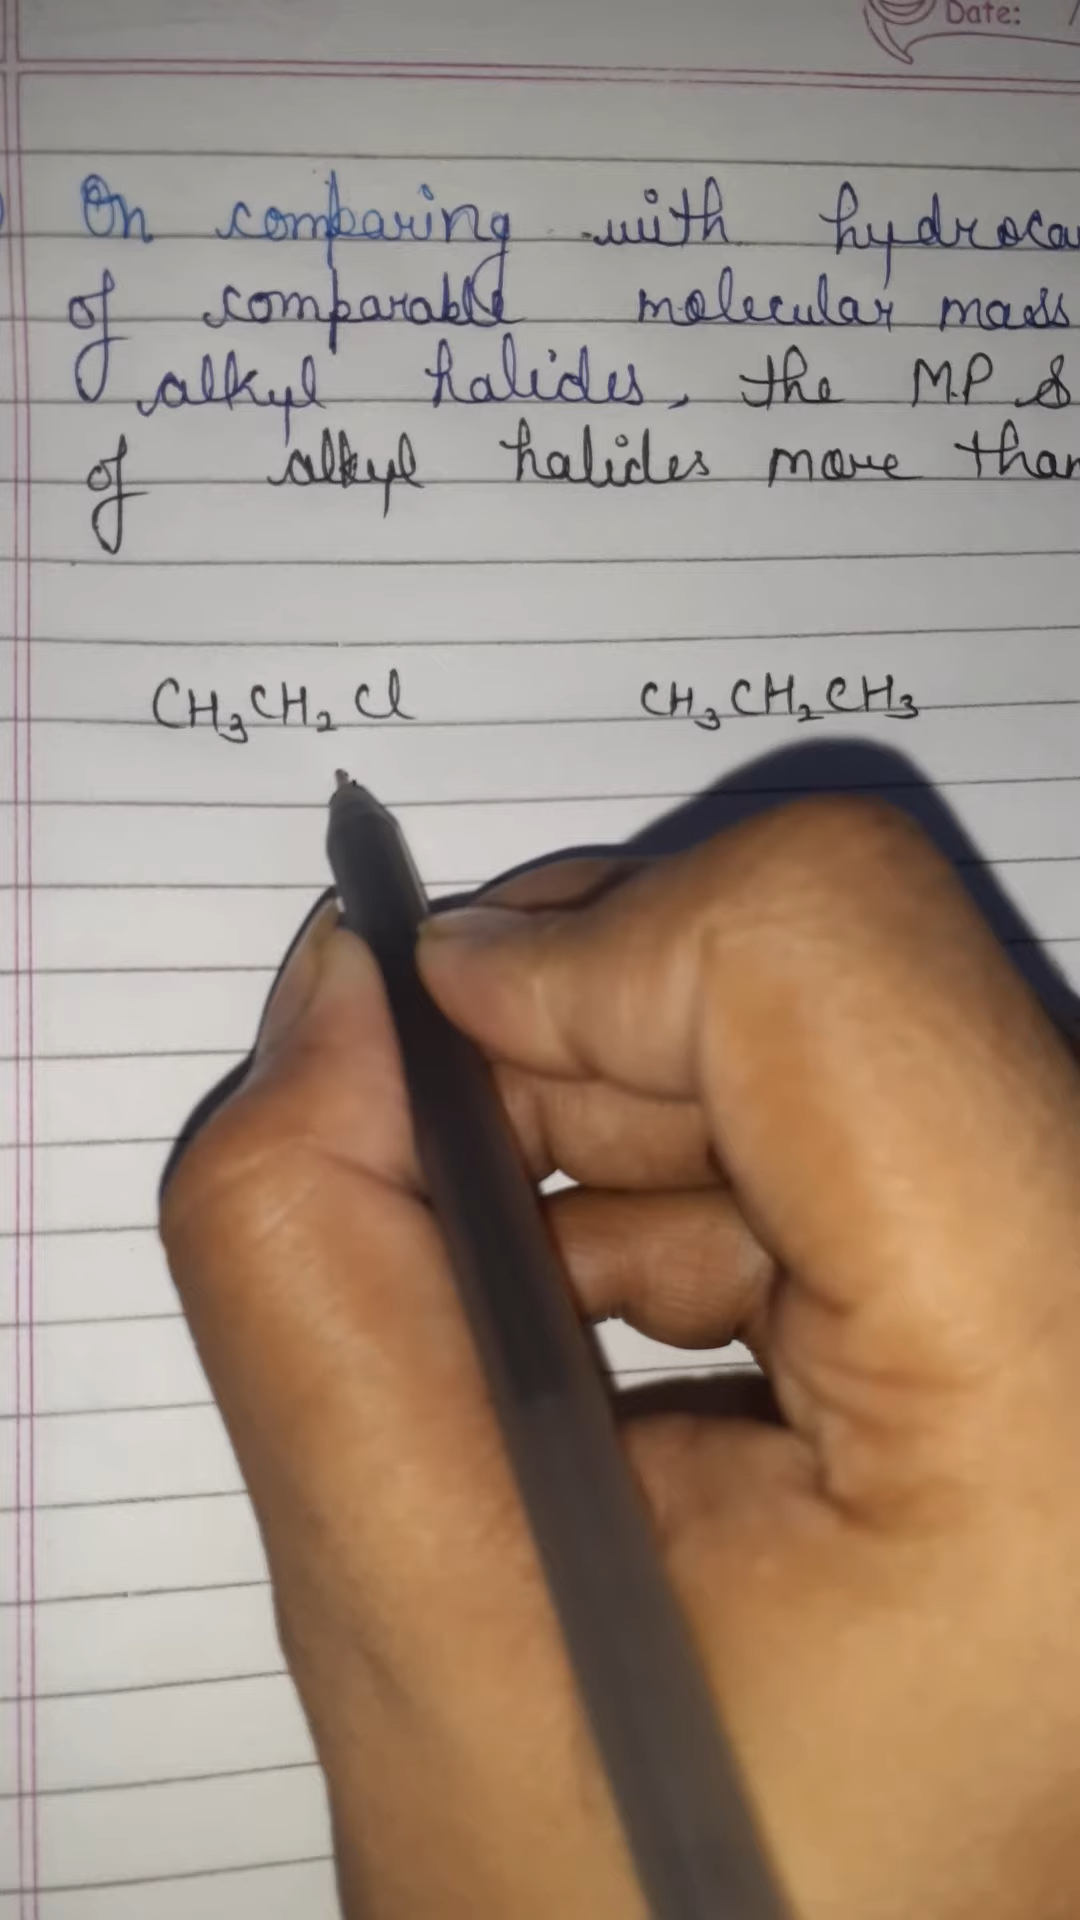 Date:
On comparing with hydroca
of comparable molecular mass
alkyl halides, the M.P &
of alkyl halides more than
CH₃CH₂Cl CH₃CH₂CH₃